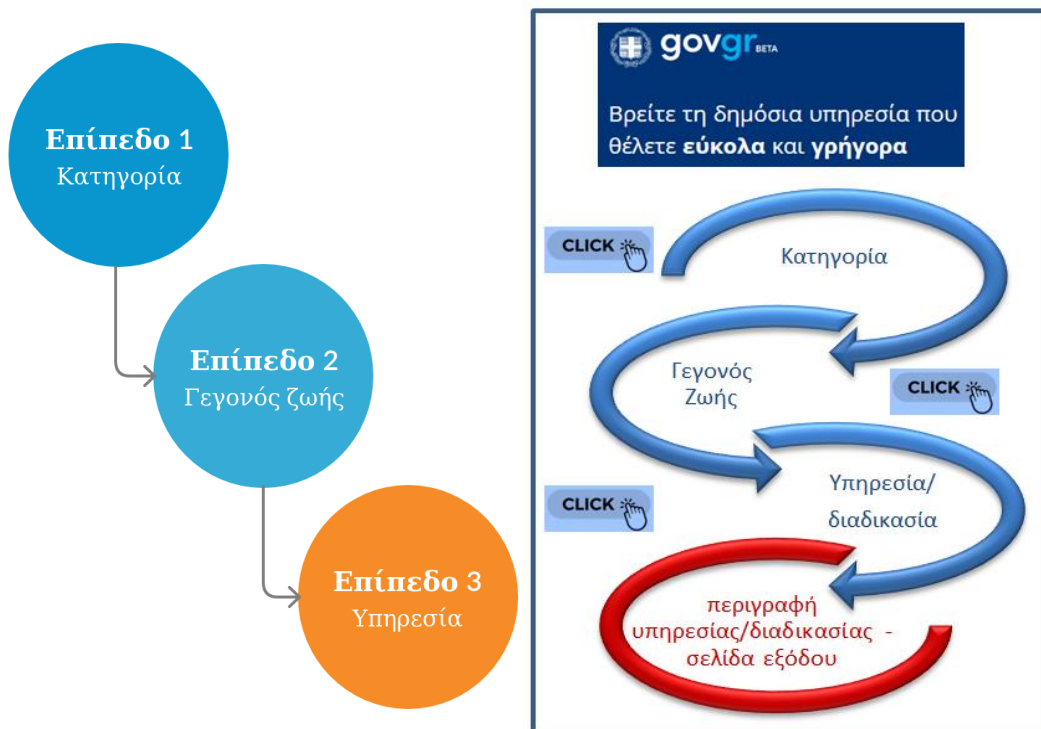 Επίπεδο 1
Κατηγορία
Επίπεδο 2
Γεγονός ζωής
Επίπεδο 3
Υπηρεσία
govgr BETA
Βρείτε τη δημόσια υπηρεσία που
θέλετε εύκολα και γρήγορα
CLICK
Κατηγορία
Γεγονός
Ζωής
CLICK
Υπηρεσία/
διαδικασία
CLICK
περιγραφή
υπηρεσίας/διαδικασίας -
σελίδα εξόδου